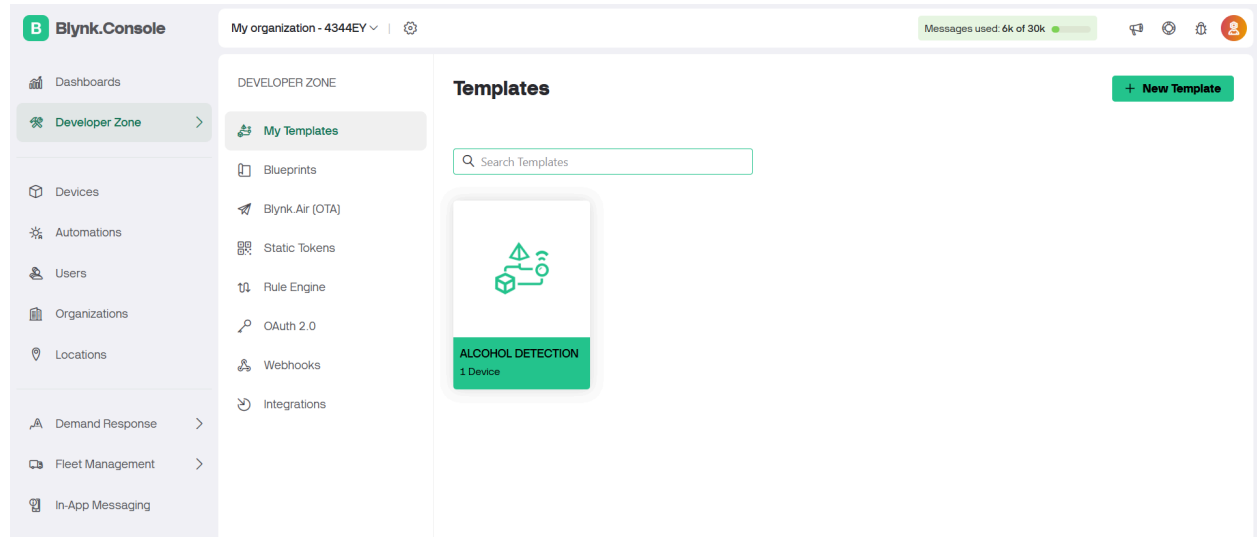 B Blynk.Console
My organization - 4344EY
Messages used: 6k of 30k
Dashboards
Developer Zone
Devices
Automations
Users
Organizations
Locations
Demand Response
Fleet Management
In-App Messaging
DEVELOPER ZONE
My Templates
Blueprints
Blynk.Air (OTA)
Static Tokens
Rule Engine
OAuth 2.0
Webhooks
Integrations
Templates
+ New Template
Search Templates
ALCOHOL DETECTION
1 Device